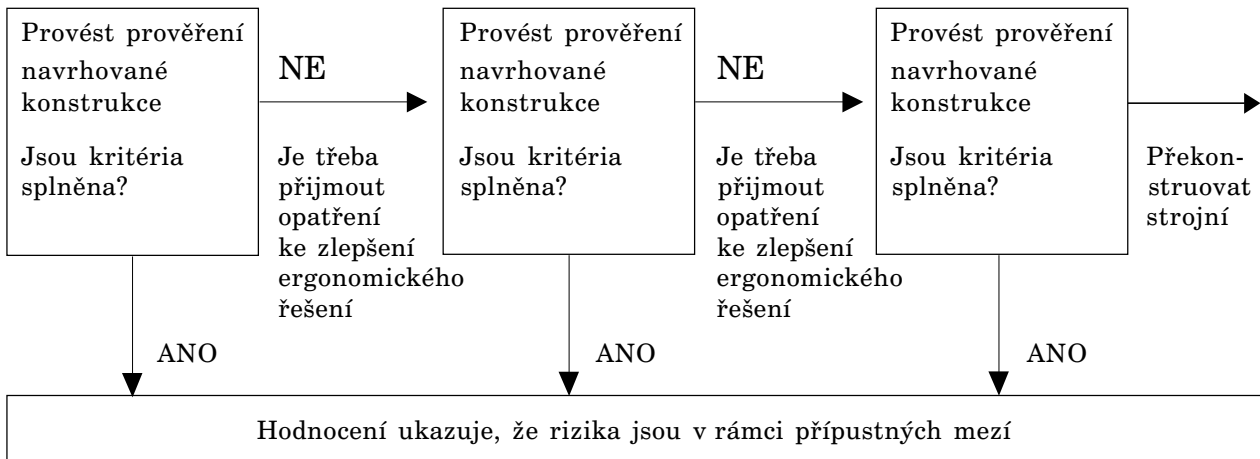 Provést prověření
navrhované
konstrukce
Jsou kritéria
splněna?
NE
Je třeba
přijmout
opatření
ke zlepšení
ergonomického
řešení
Provést prověření
navrhované
konstrukce
Jsou kritéria
splněna?
NE
Je třeba
přijmout
opatření
ke zlepšení
ergonomického
řešení
Provést prověření
navrhované
konstrukce
Jsou kritéria
splněna?
Překon-
struovat
strojní
ANO
ANO
ANO
Hodnocení ukazuje, že rizika jsou v rámci přípustných mezí